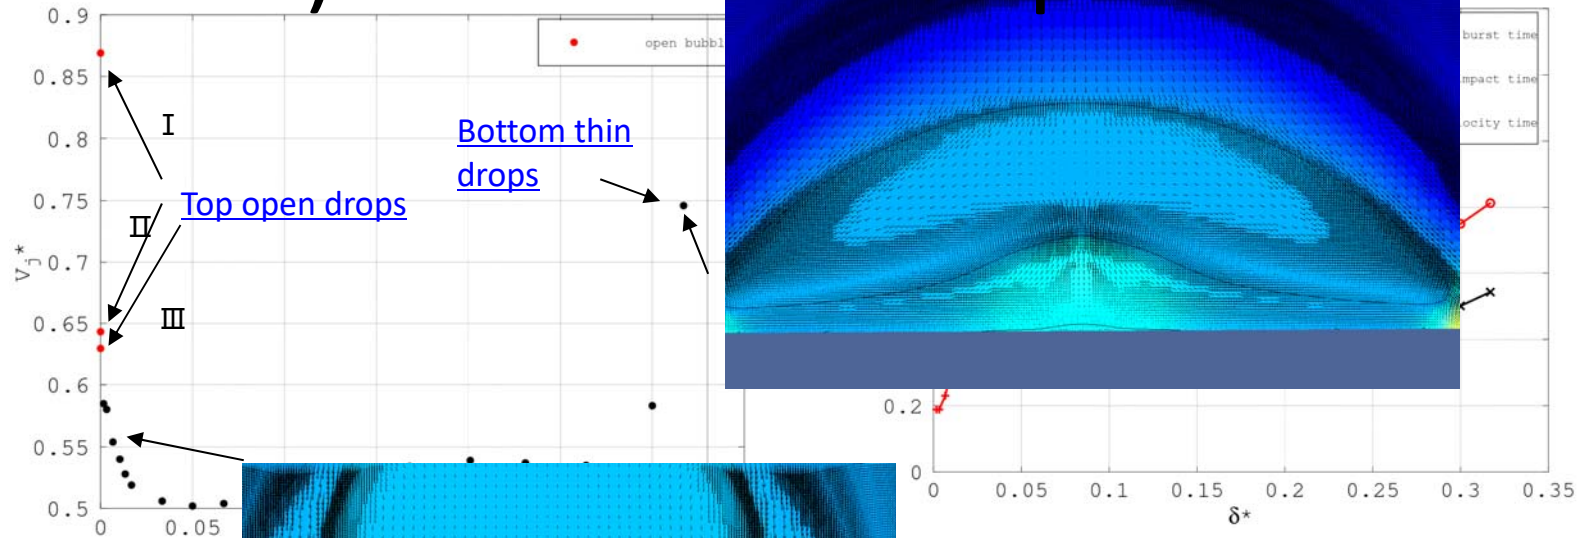 0.9
open bubbl
0.85
I
0.8
Bottom thin
drops
0.75
Top open drops
II
V_j*
0.7
0.65
III
0.6
0.55
0.5
0
0.05
burst time
mpact time
ocity time
0.2
0
0
0.05
0.1
0.15
0.2
0.25
0.3
0.35
δ*